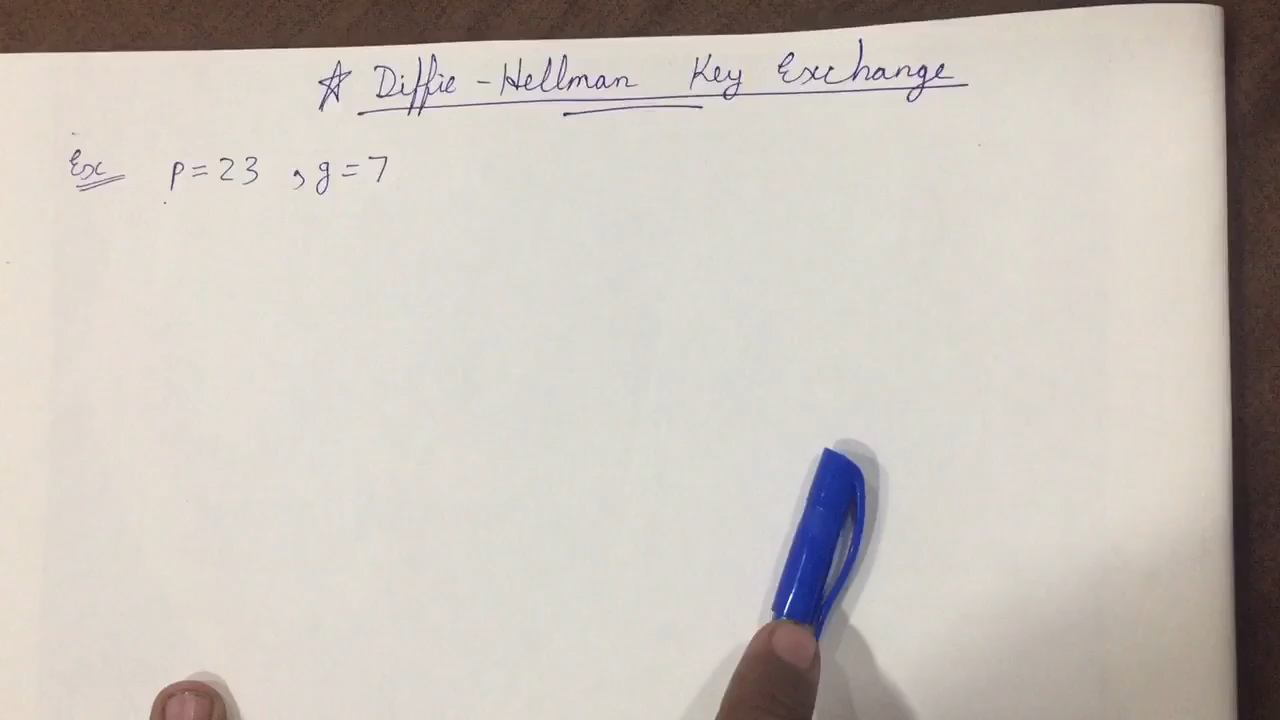 ☆ Diffie - Hellman Key Exchange
Ex p = 23 , g = 7